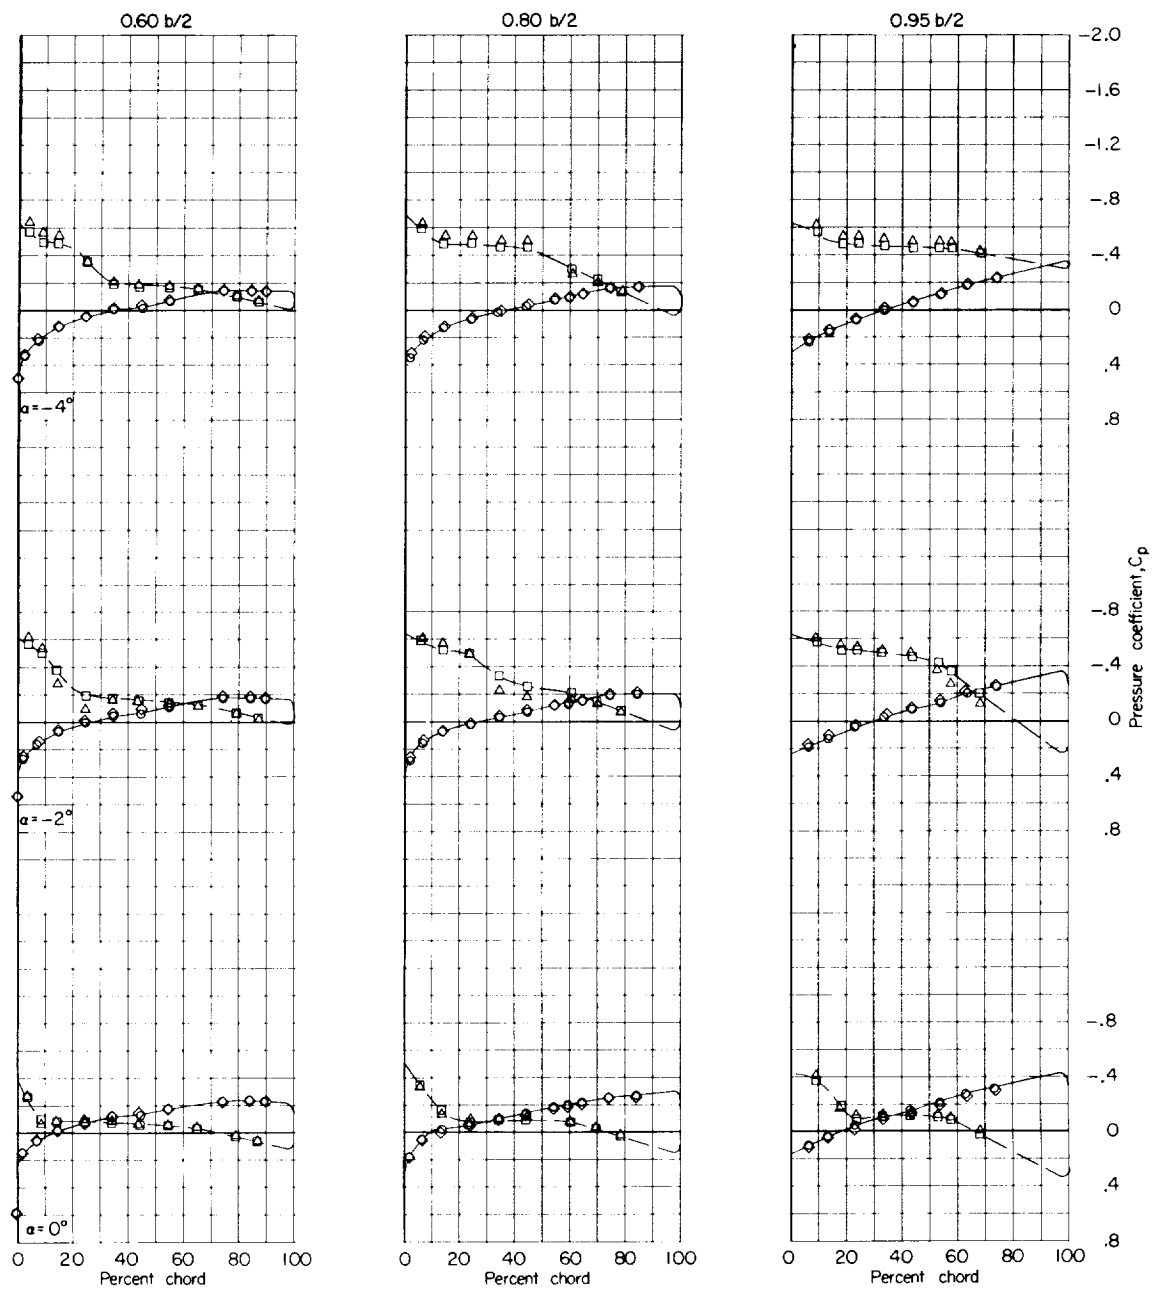 0.60 b/2
0.80 b/2
0.95 b/2
-2.0
-1.6
-1.2
-.8
-.4
0
.4
.8
α=-4°
-.8
-.4
0
.4
.8
α=-2°
-.8
-.4
0
.4
.8
α=0°
Pressure coefficient, Cp
0 20 40 60 80 100
Percent chord
0 20 40 60 80 100
Percent chord
0 20 40 60 80 100
Percent chord